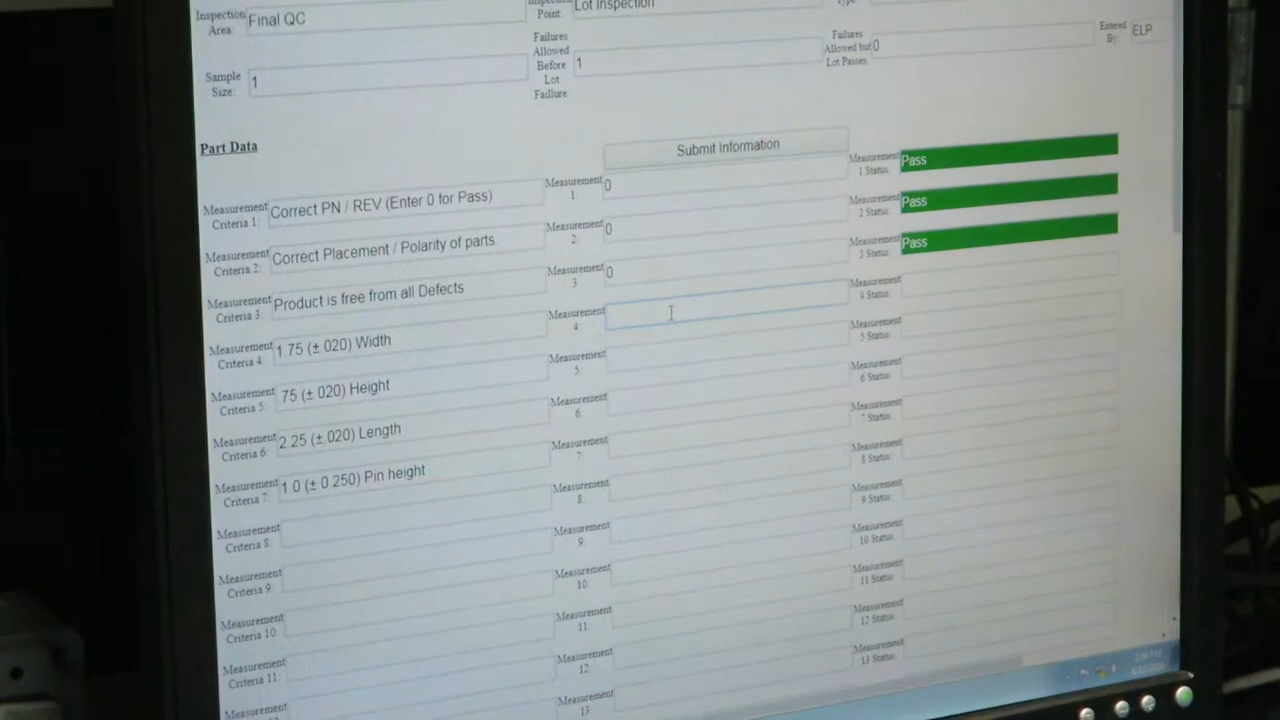 Inspection Area: Final QC
Point: Lot Inspection
Sample Size: 1
Failures Allowed Before Lot Faillure: 1
Failures Allowed but Lot Passes: 0
Entered By: ELP
Part Data
Submit Information
Measurement Criteria 1: Correct PN / REV (Enter 0 for Pass) Measurement 1 0 Measurement 1 Status: Pass
Measurement Criteria 2: Correct Placement / Polarity of parts Measurement 2: 0 Measurement 2 Status: Pass
Measurement Criteria 3: Product is free from all Defects Measurement 3 0 Measurement 3 Status: Pass
Measurement Criteria 4 1.75 (± 020) Width Measurement 4 Measurement 4 Status:
Measurement Criteria 5: 75 (± 020) Height Measurement 5: Measurement 5 Status:
Measurement Criteria 6: 2 25 (± 020) Length Measurement 6: Measurement 6 Status:
Measurement Criteria 7 1.0 (± 0 250) Pin height Measurement 7: Measurement 7 Status:
Measurement Criteria 8: Measurement 8: Measurement 8 Status:
Measurement Criteria 9: Measurement 9: Measurement 9 Status:
Measurement Criteria 10: Measurement 10: Measurement 10 Status:
Measurement Criteria 11: Measurement 11: Measurement 11 Status:
Measurement Measurement 12 Measurement 12 Status:
Measurement 13 Measurement 13 Status: